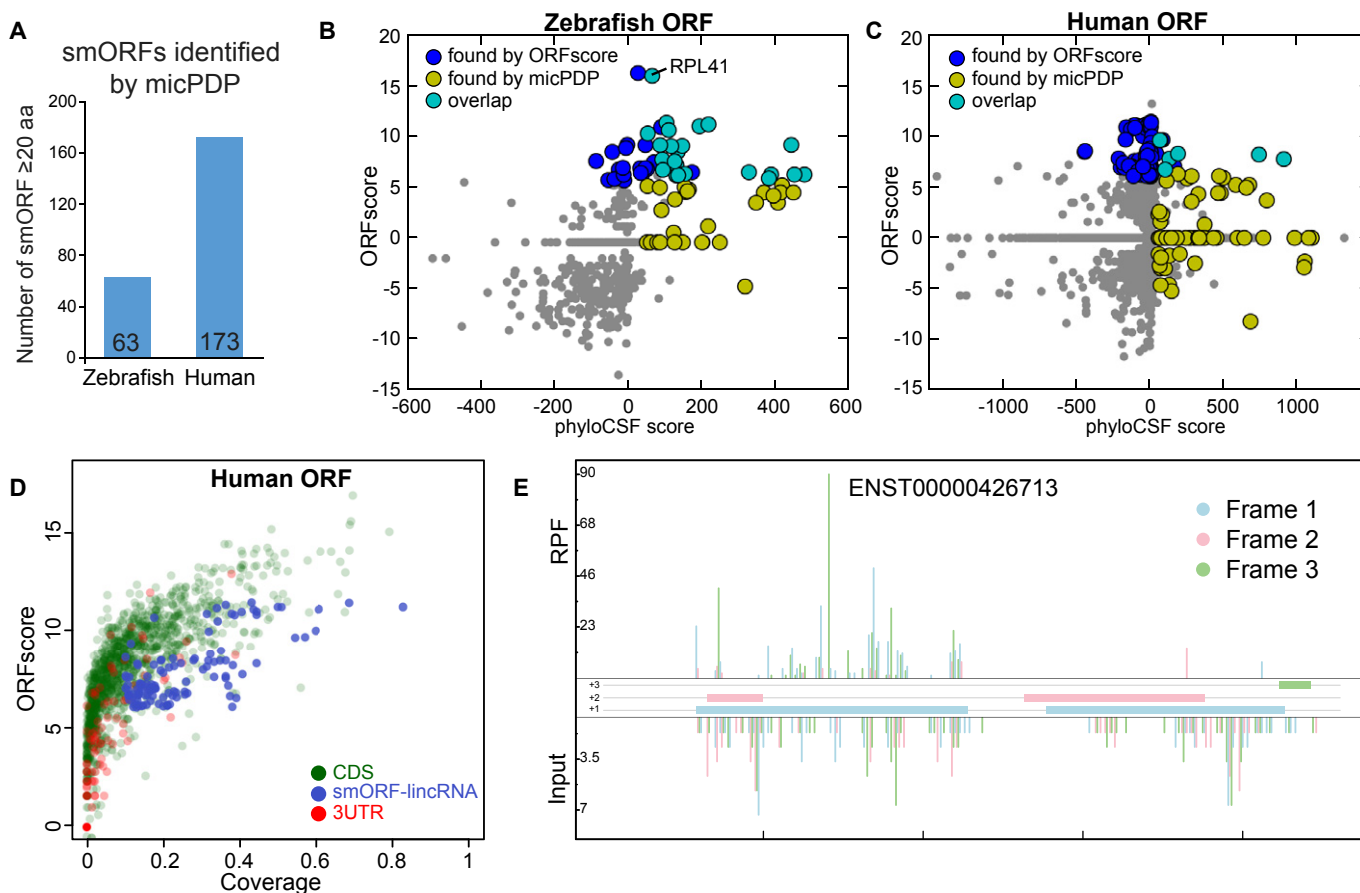 A
smORFs identified
by micPDP
Number of smORF ≥20 aa
200
160
120
80
40
0
63
173
Zebrafish
Human
B
Zebrafish ORF
found by ORFscore
found by micPDP
overlap
RPL41
ORFscore
20
15
10
5
0
-5
-10
-15
-600
-400
-200
0
200
400
600
phyloCSF score
C
Human ORF
found by ORFscore
found by micPDP
overlap
ORFscore
20
15
10
5
0
-5
-10
-15
-1000
-500
0
500
1000
phyloCSF score
D
Human ORF
ORFscore
15
10
5
0
CDS
smORF-lincRNA
3UTR
0
0.2
0.4
0.6
0.8
1
Coverage
E
ENST00000426713
RPF
90
68
46
23
Frame 1
Frame 2
Frame 3
+3
+2
+1
Input
-3.5
-7